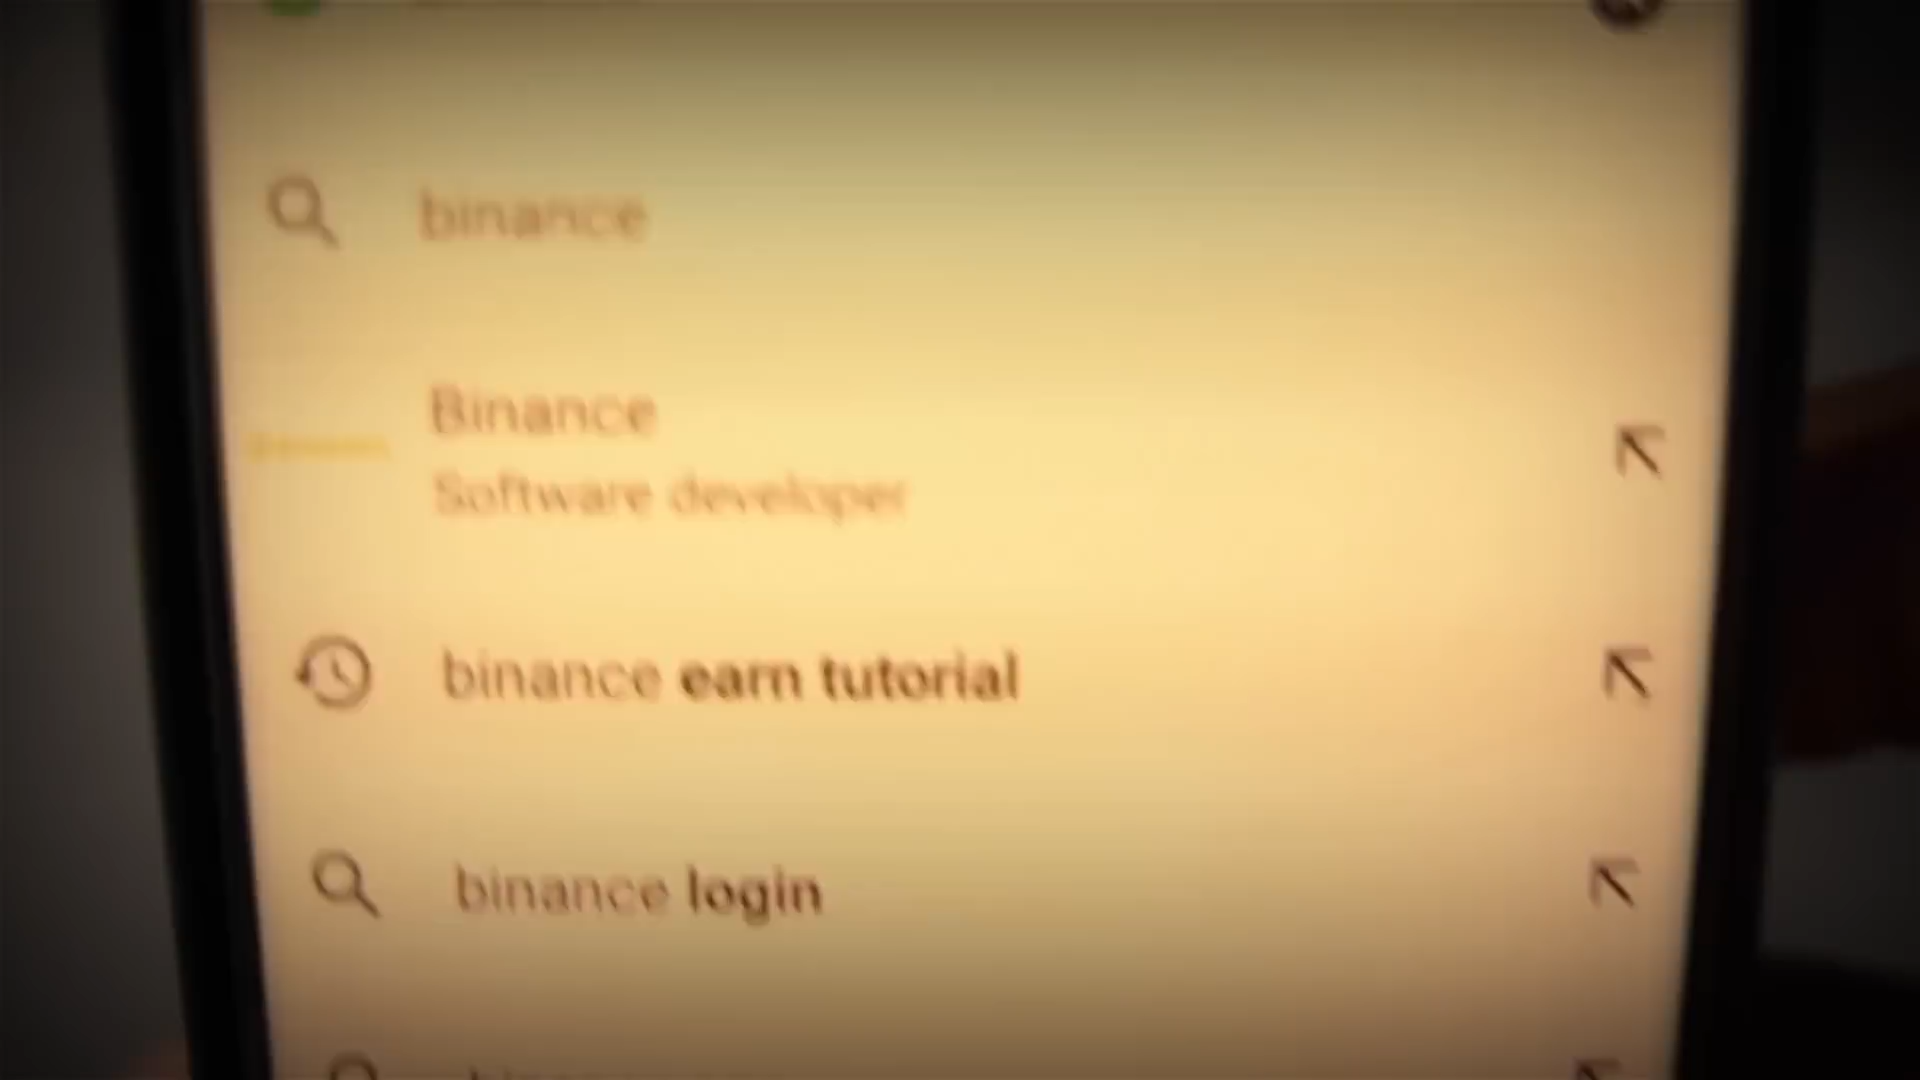 binance
Binance
Software developer
binance earn tutorial
binance login